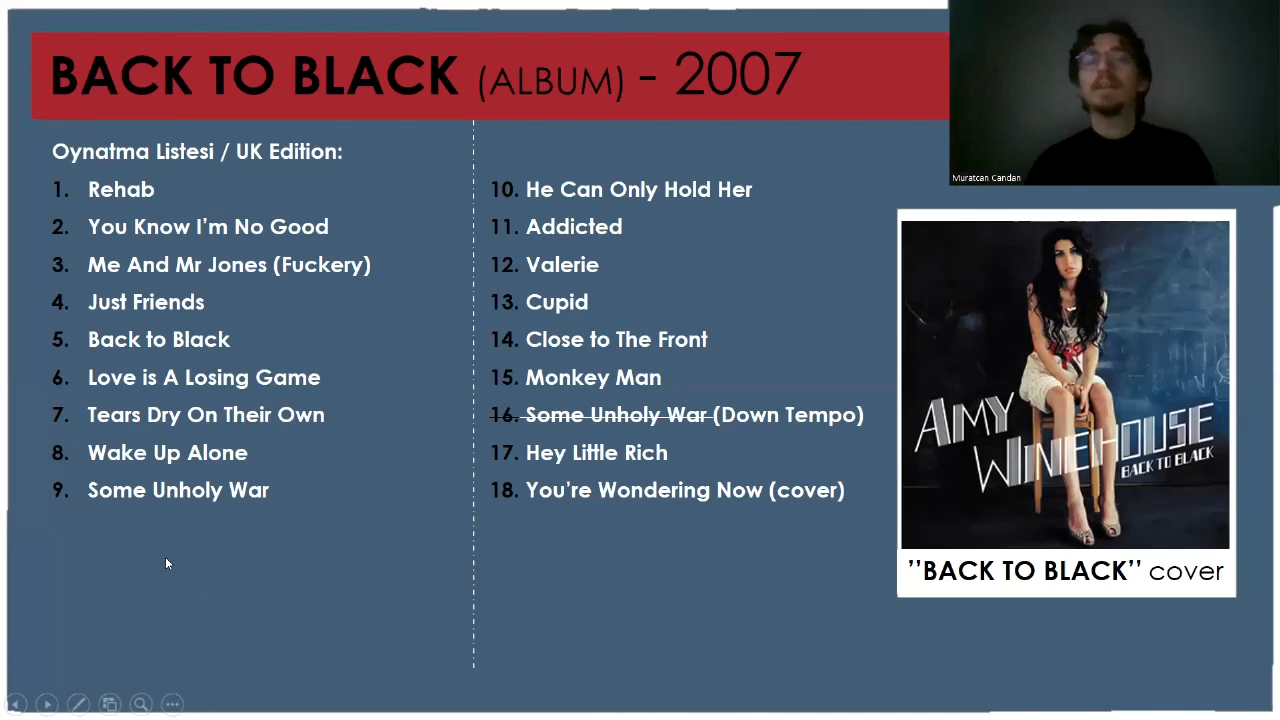 BACK TO BLACK (ALBUM) - 2007
Muratcan Candan
Oynatma Listesi / UK Edition:
1. Rehab
2. You Know I'm No Good
3. Me And Mr Jones (Fuckery)
4. Just Friends
5. Back to Black
6. Love is A Losing Game
7. Tears Dry On Their Own
8. Wake Up Alone
9. Some Unholy War
10. He Can Only Hold Her
11. Addicted
12. Valerie
13. Cupid
14. Close to The Front
15. Monkey Man
16. Some Unholy War (Down Tempo)
17. Hey Little Rich
18. You're Wondering Now (cover)
AMY
WINEHOUSE
BACK TO BLACK
’’BACK TO BLACK’’ cover